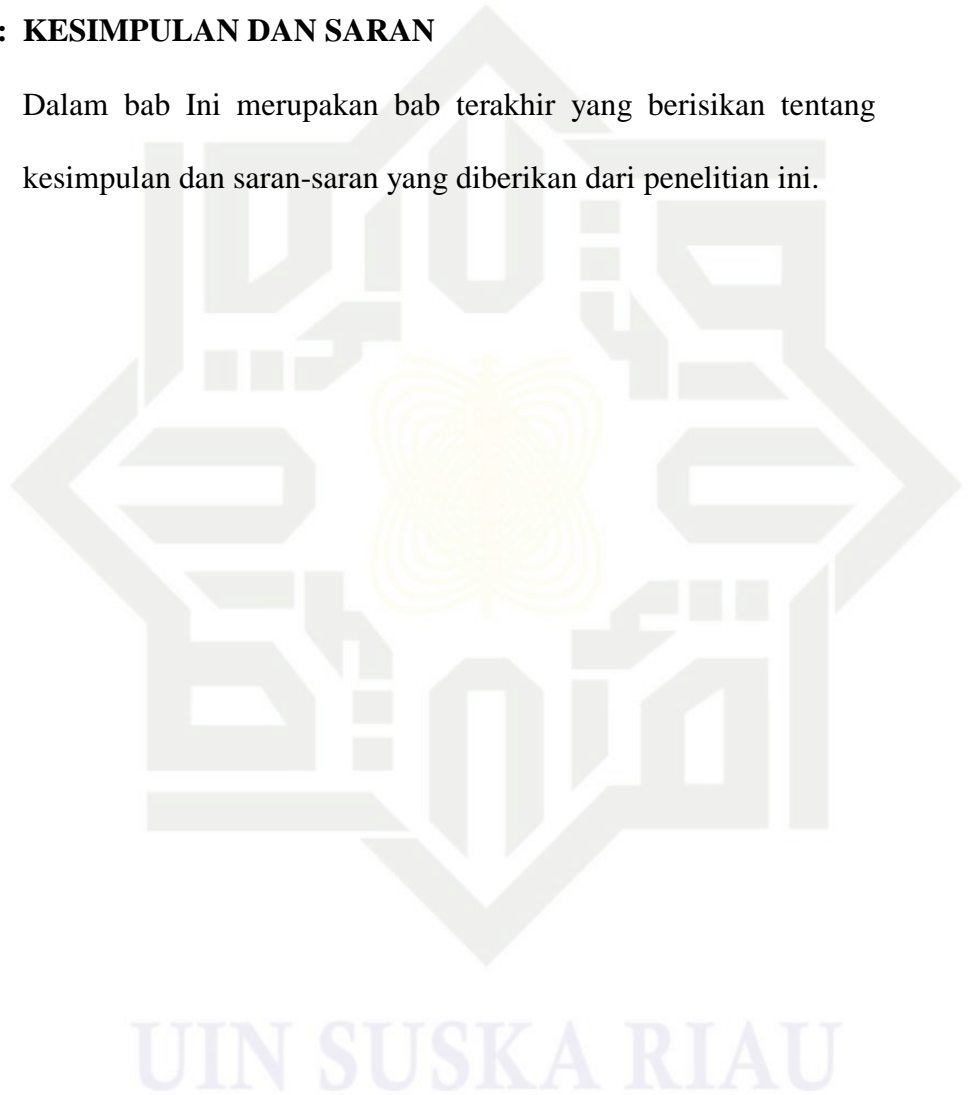 : KESIMPULAN DAN SARAN
Dalam bab Ini merupakan bab terakhir yang berisikan tentang
kesimpulan dan saran-saran yang diberikan dari penelitian ini.
UIN SUSKA RIAU